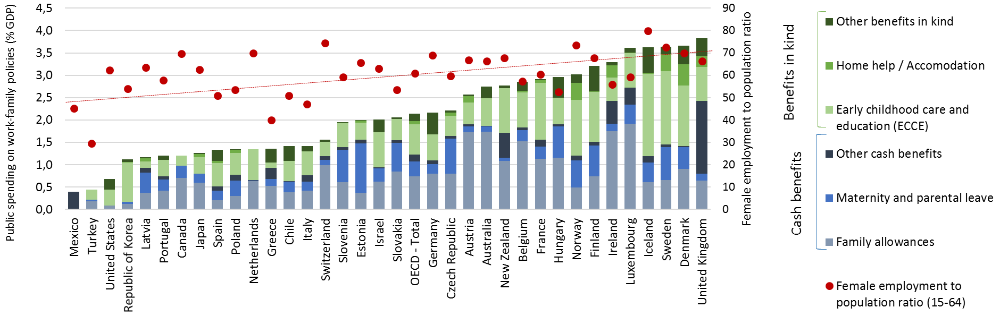 Public spending on work-family policies (% GDP)
4,5
4,0
3,5
3,0
2,5
2,0
1,5
1,0
0,5
0,0
Mexico
Turkey
United States
Republic of Korea
Latvia
Portugal
Canada
Japan
Spain
Poland
Netherlands
Greece
Chile
Italy
Switzerland
Slovenia
Estonia
Israel
Slovakia
OECD - Total
Germany
Czech Republic
Austria
Australia
New Zealand
Belgium
France
Hungary
Norway
Finland
Ireland
Luxembourg
Iceland
Sweden
Denmark
United Kingdom
90
80
70
60
50
40
30
20
10
0
Female employment to population ratio
Benefits in kind
Other benefits in kind
Home help / Accomodation
Early childhood care and
education (ECCE)
Cash benefits
Other cash benefits
Maternity and parental leave
Family allowances
Female employment to
population ratio (15-64)